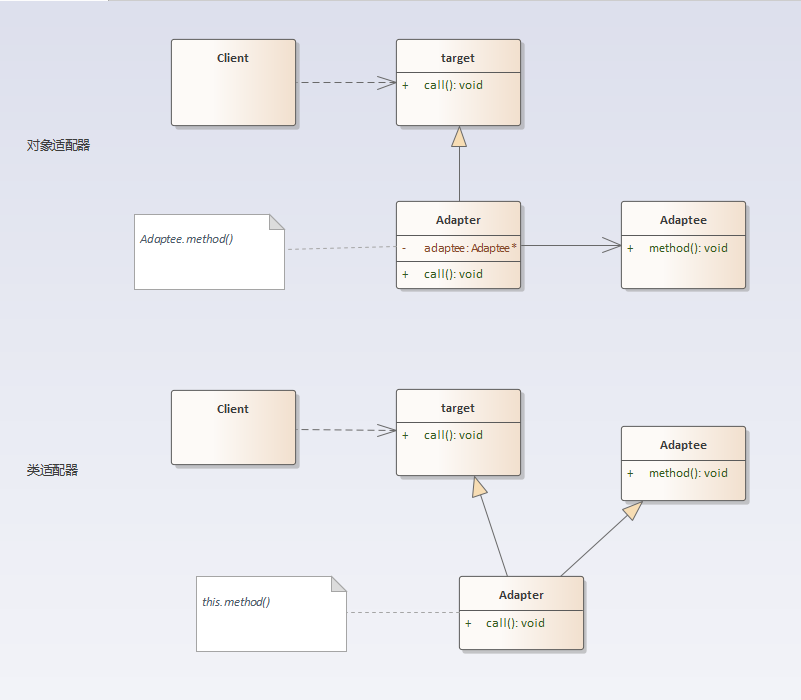 Client
target
+ call(): void
对象适配器
Adaptee.method()
Adapter
- adaptee: Adaptee*
+ call(): void
Adaptee
+ method(): void
Client
target
+ call(): void
Adaptee
+ method(): void
类适配器
this.method()
Adapter
+ call(): void